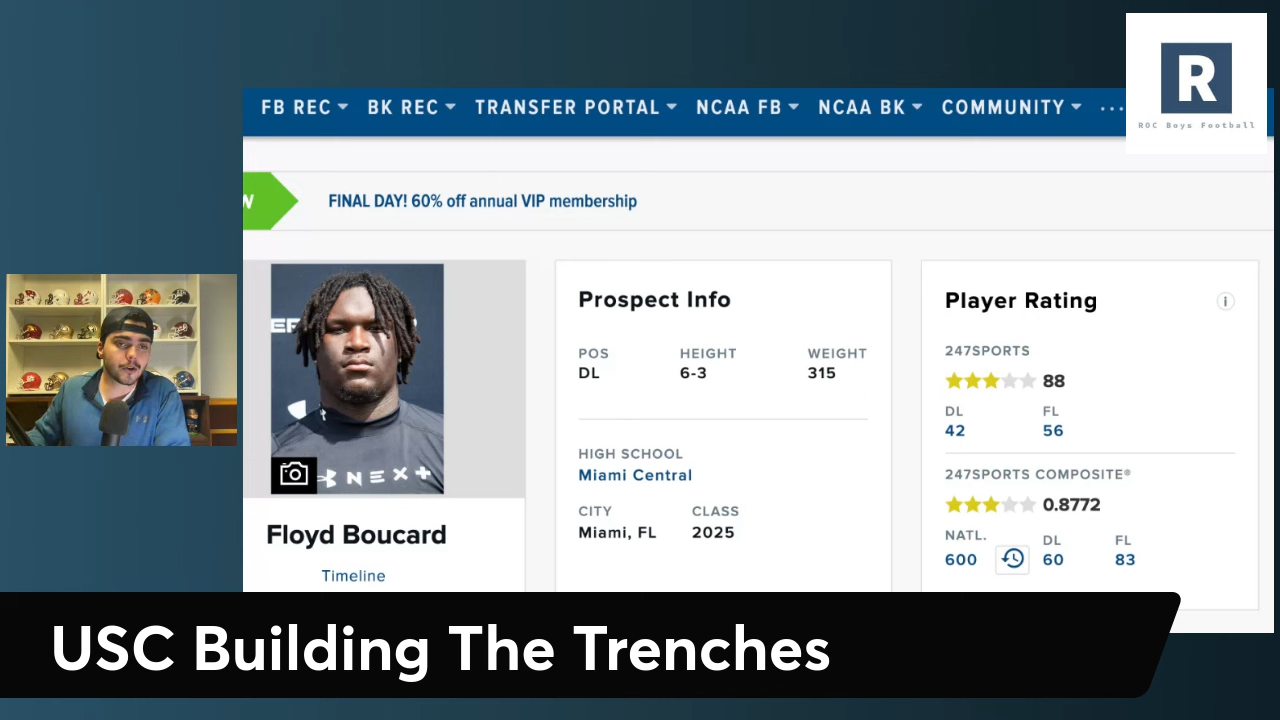 FB REC BK REC TRANSFER PORTAL NCAA FB NCAA BK COMMUNITY ...
R
ROC Boys Football
W
FINAL DAY! 60% off annual VIP membership
NEXT
Floyd Boucard
Timeline
Prospect Info
POS HEIGHT WEIGHT
DL 6-3 315
HIGH SCHOOL
Miami Central
CITY CLASS
Miami, FL 2025
Player Rating
i
247SPORTS
88
DL FL
42 56
247SPORTS COMPOSITE®
0.8772
NATL. DL FL
600 60 83
USC Building The Trenches